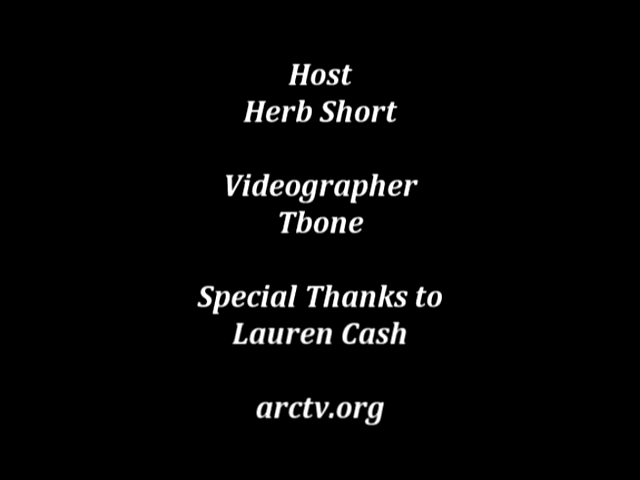 Host
Herb Short
Videographer
Tbone
Special Thanks to
Lauren Cash
arctv.org